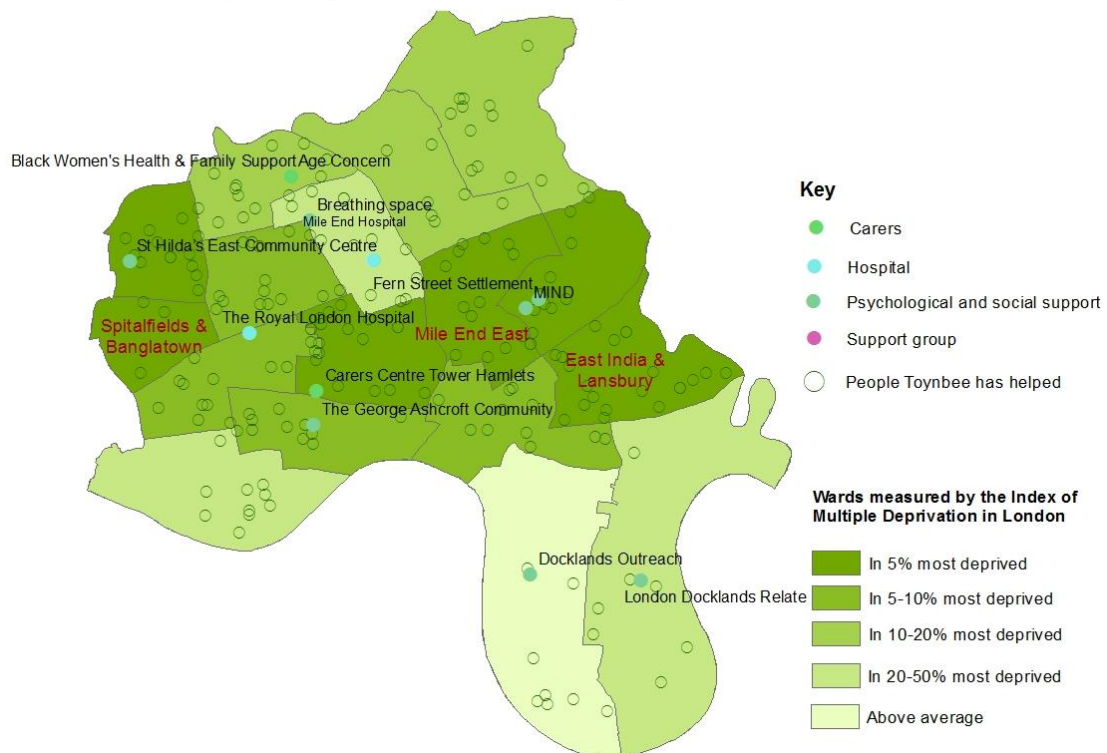 Black Women's Health & Family Support
Age Concern
Breathing space
Mile End Hospital
St Hilda's East Community Centre
Fern Street Settlement
MIND
The Royal London Hospital
Spitalfields &
Banglatown
Mile End East
East India &
Lansbury
Carers Centre Tower Hamlets
The George Ashcroft Community
Docklands Outreach
London Docklands Relate
Key
Carers
Hospital
Psychological and social support
Support group
People Toynbee has helped
Wards measured by the Index of
Multiple Deprivation in London
In 5% most deprived
In 5-10% most deprived
In 10-20% most deprived
In 20-50% most deprived
Above average